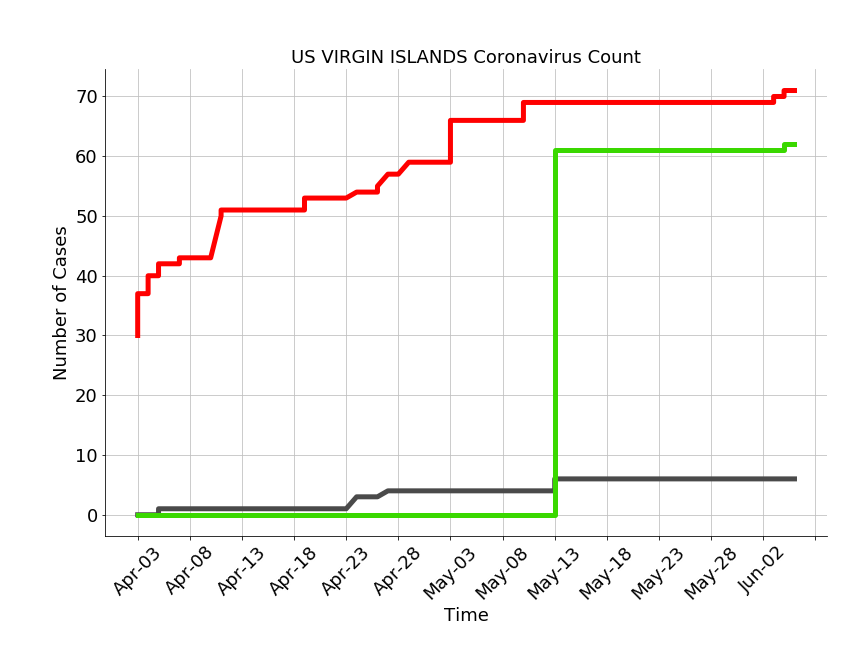 US VIRGIN ISLANDS Coronavirus Count
Number of Cases
70
60
50
40
30
20
10
0
Apr-03
Apr-08
Apr-13
Apr-18
Apr-23
Apr-28
May-03
May-08
May-13
May-18
May-23
May-28
Jun-02
Time